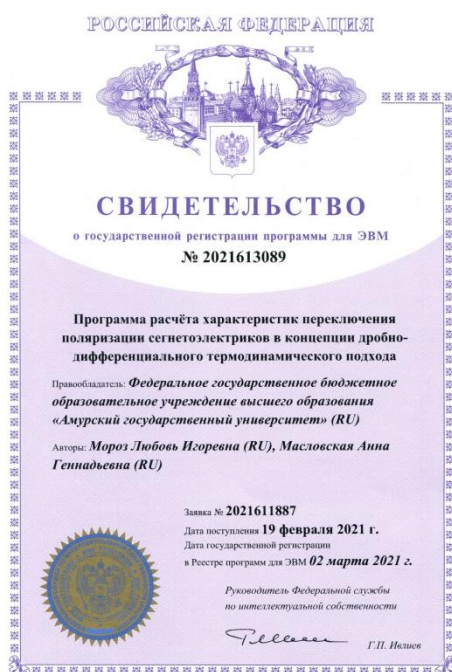 РОССИЙСКАЯ ФЕДЕРАЦИЯ
СВИДЕТЕЛЬСТВО
о государственной регистрации программы для ЭВМ
№ 2021613089
Программа расчёта характеристик переключения
поляризации сегнетоэлектриков в концепции дробно-
дифференциального термодинамического подхода
Правообладатель: Федеральное государственное бюджетное
образовательное учреждение высшего образования
«Амурский государственный университет» (RU)
Авторы: Мороз Любовь Игоревна (RU), Масловская Анна
Геннадьевна (RU)
Заявка № 2021611887
Дата поступления 19 февраля 2021 г.
Дата государственной регистрации
в Реестре программ для ЭВМ 02 марта 2021 г.
Руководитель Федеральной службы
по интеллектуальной собственности
Г.П. Ивлиев